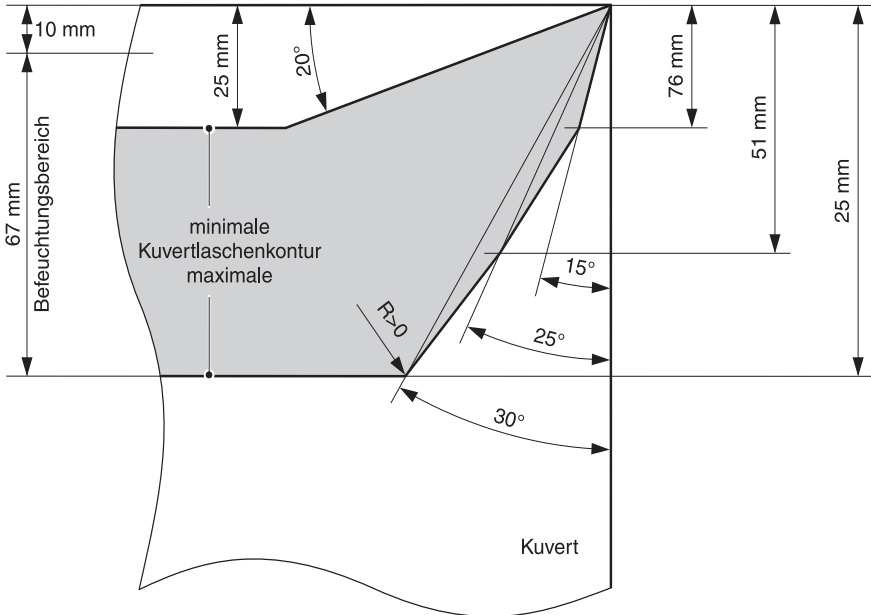 10 mm
67 mm
Befeuchtungsbereich
25 mm
20°
76 mm
51 mm
25 mm
minimale
Kuvertlaschenkontur
maximale
R>0
15°
25°
30°
Kuvert